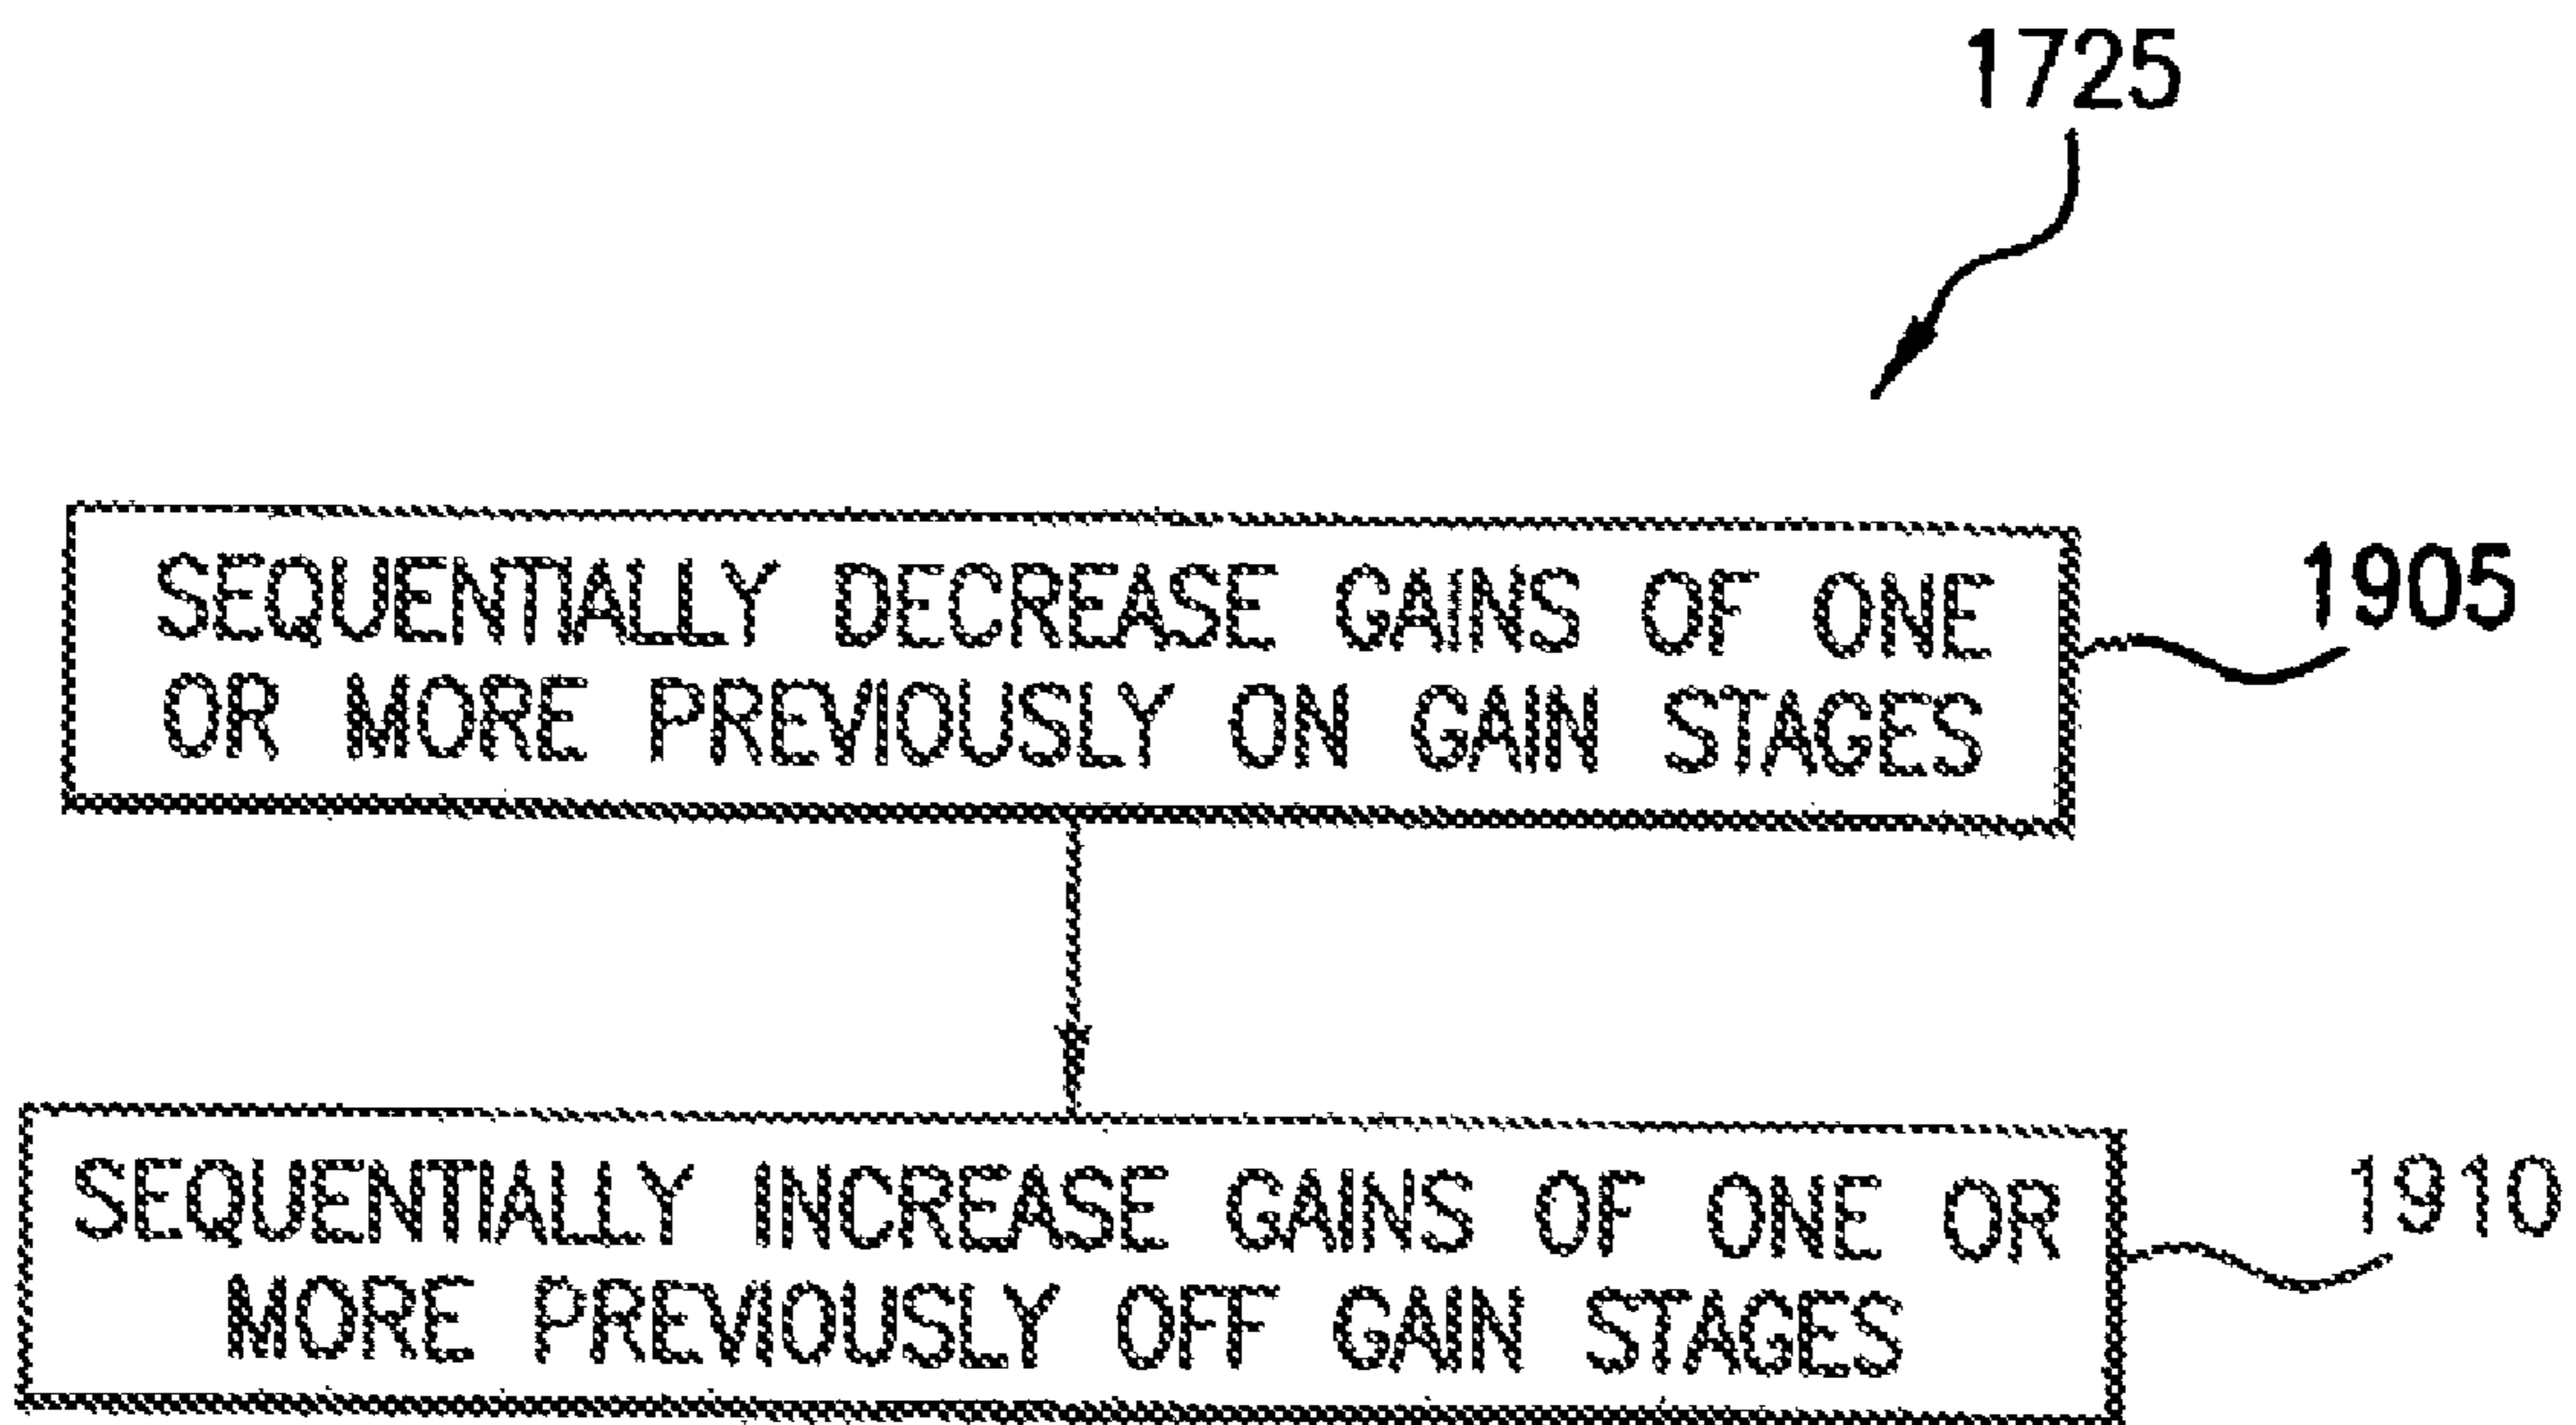 1725
SEQUENTIALLY DECREASE GAINS OF ONE
OR MORE PREVIOUSLY ON GAIN STAGES
1905
SEQUENTIALLY INCREASE GAINS OF ONE OR
MORE PREVIOUSLY OFF GAIN STAGES
1910